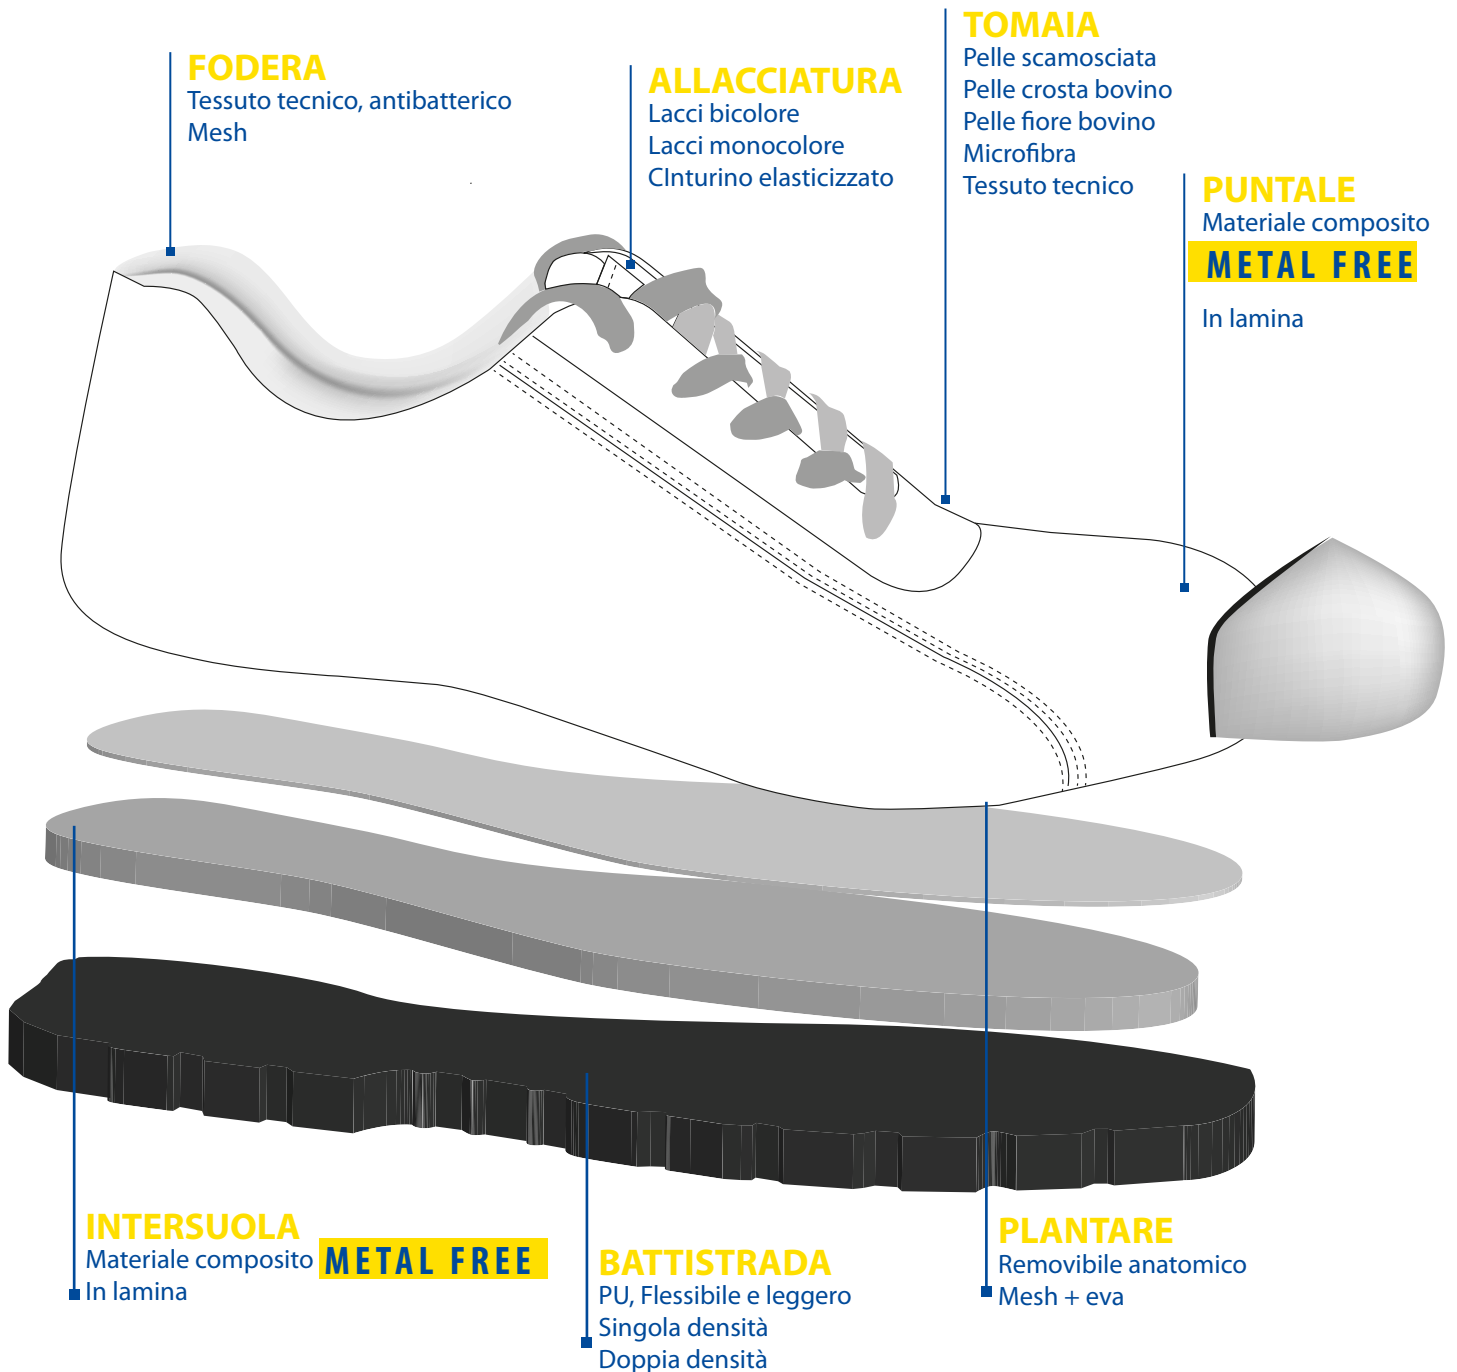 FODERA
Tessuto tecnico, antibatterico
Mesh
ALLACCIATURA
Lacci bicolore
Lacci monocolore
CInturino elasticizzato
TOMAIA
Pelle scamosciata
Pelle crosta bovino
Pelle fiore bovino
Microfibra
Tessuto tecnico
PUNTALE
Materiale composito
METAL FREE
In lamina
INTERSUOLA
Materiale composito METAL FREE
In lamina
BATTISTRADA
PU, Flessibile e leggero
Singola densità
Doppia densità
PLANTARE
Removibile anatomico
Mesh + eva